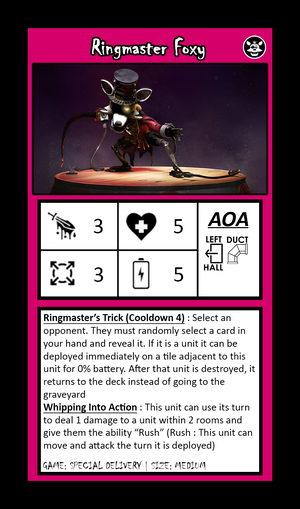 Ringmaster Foxy
3 5 AOA
LEFT DUCT
3 5
HALL
Ringmaster's Trick (Cooldown 4) : Select an
opponent. They must randomly select a card in
your hand and reveal it. If it is a unit it can be
deployed immediately on a tile adjacent to this
unit for 0% battery. After that unit is destroyed, it
returns to the deck instead of going to the
graveyard
Whipping Into Action : This unit can use its turn
to deal 1 damage to a unit within 2 rooms and
give them the ability "Rush" (Rush : This unit can
move and attack the turn it is deployed)
GAME; SPECIAL DELIVERY | SIZE; MEDIUM